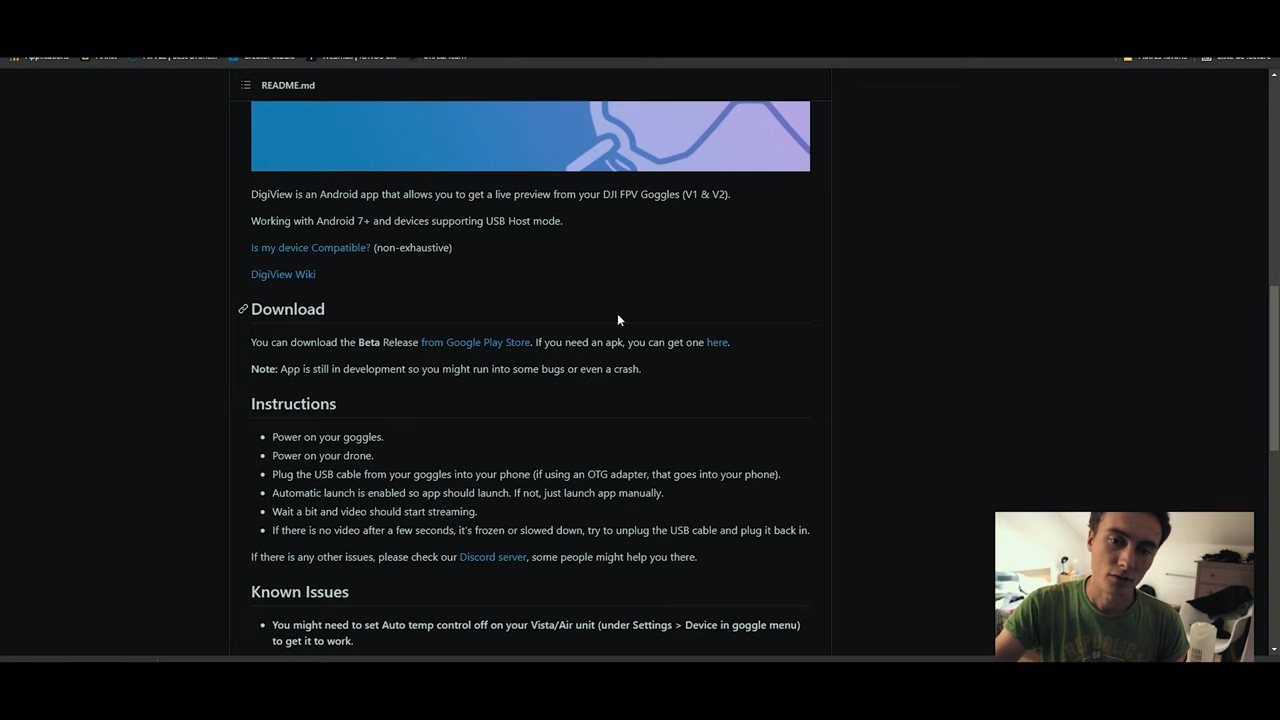 README.md
DigiView is an Android app that allows you to get a live preview from your DJI FPV Goggles (V1 & V2).
Working with Android 7+ and devices supporting USB Host mode.
Is my device Compatible? (non-exhaustive)
DigiView Wiki
Download
You can download the Beta Release from Google Play Store. If you need an apk, you can get one here.
Note: App is still in development so you might run into some bugs or even a crash.
Instructions
Power on your goggles.
Power on your drone.
Plug the USB cable from your goggles into your phone (if using an OTG adapter, that goes into your phone).
Automatic launch is enabled so app should launch. If not, just launch app manually.
Wait a bit and video should start streaming.
If there is no video after a few seconds, it's frozen or slowed down, try to unplug the USB cable and plug it back in.
If there is any other issues, please check our Discord server, some people might help you there.
Known Issues
You might need to set Auto temp control off on your Vista/Air unit (under Settings > Device in goggle menu)
to get it to work.